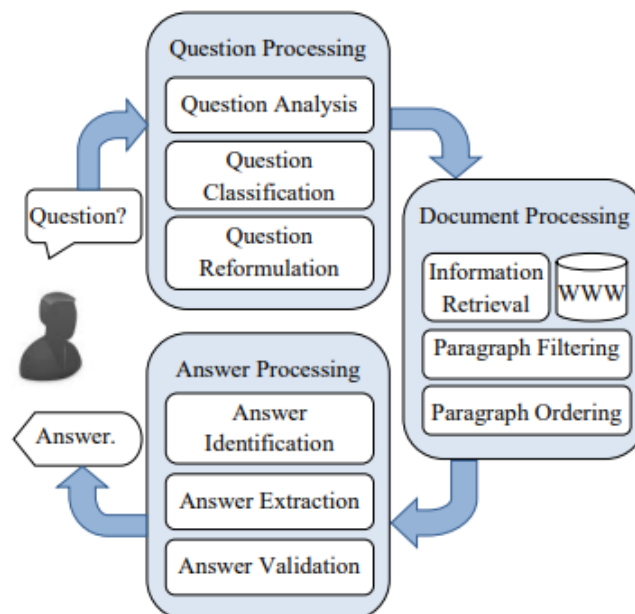 Question Processing
Question Analysis
Question
Classification
Question
Reformulation
Question?
Document Processing
Information
Retrieval
WWW
Paragraph Filtering
Paragraph Ordering
Answer Processing
Answer
Identification
Answer Extraction
Answer Validation
Answer.